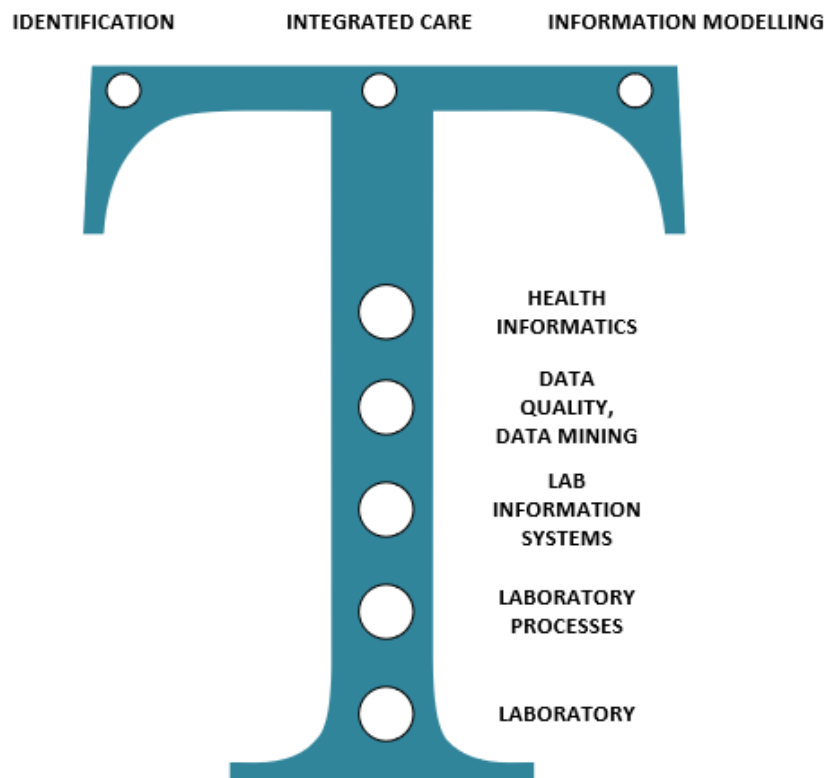 IDENTIFICATION
INTEGRATED CARE
INFORMATION MODELLING
HEALTH
INFORMATICS
DATA
QUALITY,
DATA MINING
LAB
INFORMATION
SYSTEMS
LABORATORY
PROCESSES
LABORATORY